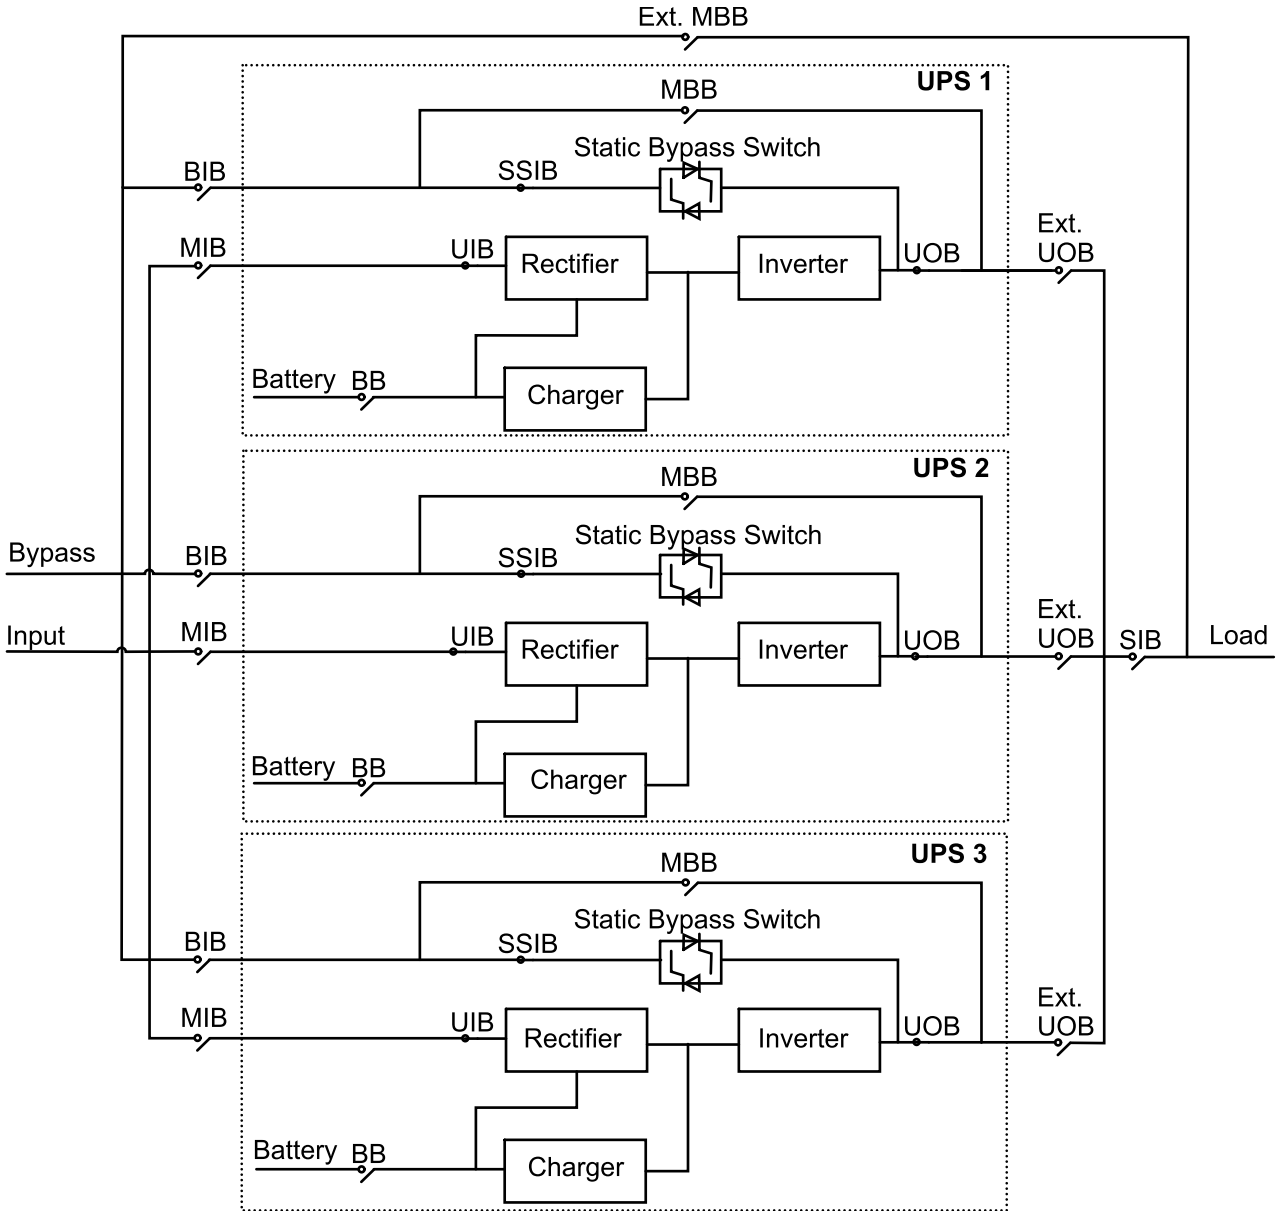 Ext. MBB
UPS 1
MBB
Static Bypass Switch
BIB
SSIB
MIB
UIB
Rectifier
Inverter
UOB
Ext.
UOB
Battery
BB
Charger
UPS 2
MBB
Static Bypass Switch
Bypass
BIB
SSIB
Input
MIB
UIB
Rectifier
Inverter
UOB
Ext.
UOB
SIB
Load
Battery
BB
Charger
UPS 3
MBB
Static Bypass Switch
BIB
SSIB
MIB
UIB
Rectifier
Inverter
UOB
Ext.
UOB
Battery
BB
Charger